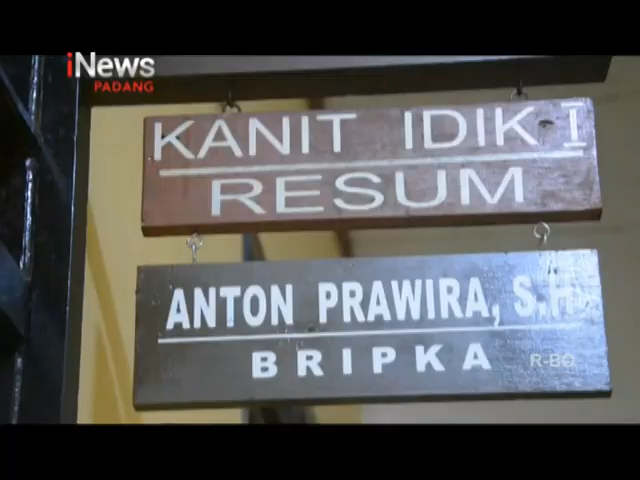 iNews
PADANG
KANIT IDIK I
RESUM
ANTON PRAWIRA, S.H
BRIPKA
R-BO